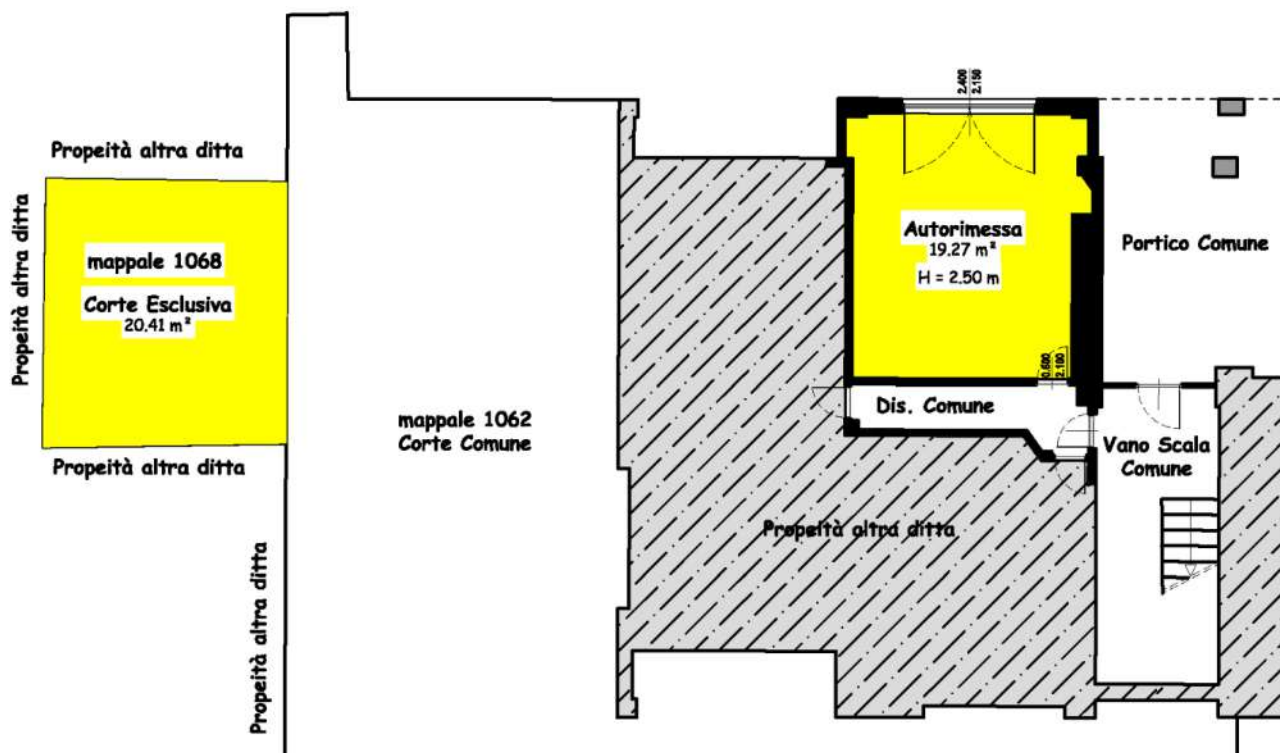 2.400
2.150
Propeità altra ditta
Propeità altra ditta
mappale 1068
Corte Esclusiva
20.41 m²
Propeità altra ditta
Propeità altra ditta
mappale 1062
Corte Comune
Autorimessa
19.27 m²
H = 2.50 m
Portico Comune
0.800
2.100
Dis. Comune
Vano Scala
Comune
Propeità altra ditta